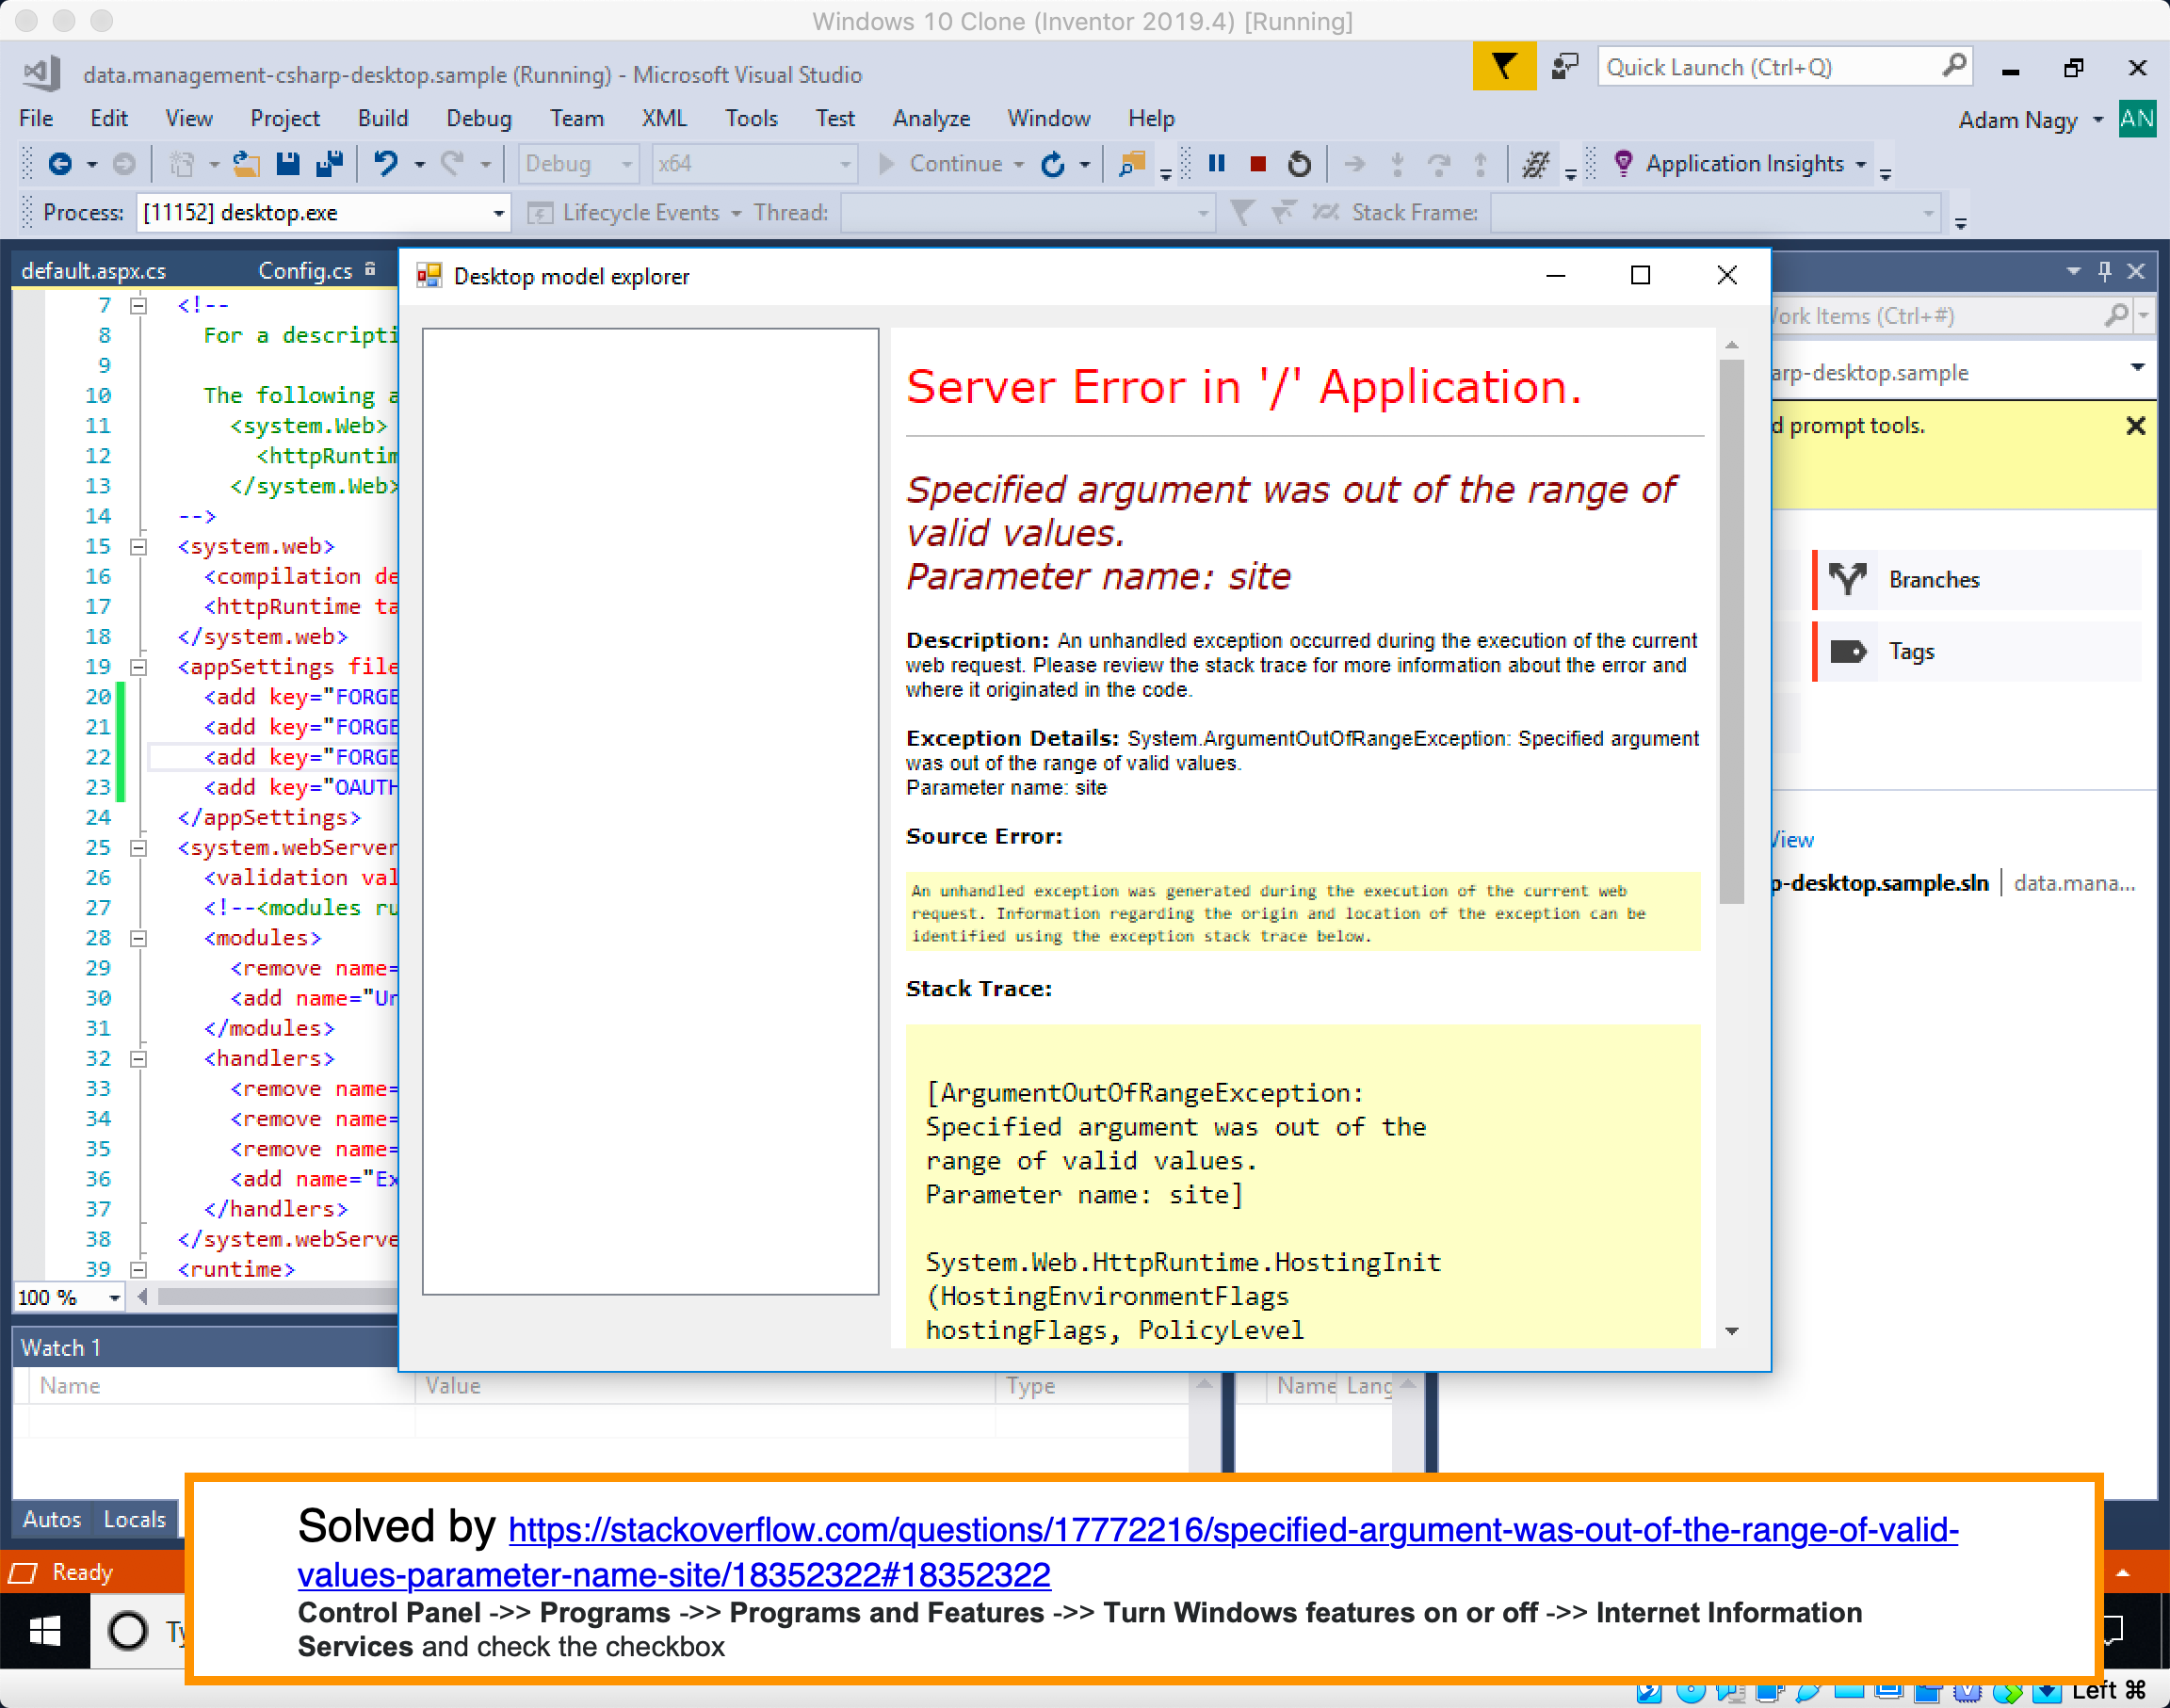 Windows 10 Clone (Inventor 2019.4) [Running]
data.management-csharp-desktop.sample (Running) - Microsoft Visual Studio
Quick Launch (Ctrl+Q)
File Edit View Project Build Debug Team XML Tools Test Analyze Window Help
Adam Nagy AN
Debug x64 Continue Application Insights
Process: [11152] desktop.exe Lifecycle Events Thread: Stack Frame:
default.aspx.cs Config.cs
Desktop model explorer
7 <!--
8 For a descripti
9
10 The following a
11 <system.Web>
12 <httpRuntim
13 </system.Web>
14 -->
15 <system.web>
16 <compilation de
17 <httpRuntime ta
18 </system.web>
19 <appSettings file
20 <add key="FORGE
21 <add key="FORGE
22 <add key="FORGE
23 <add key="OAUTH
24 </appSettings>
25 <system.webServer
26 <validation val
27 <!--<modules ru
28 <modules>
29 <remove name=
30 <add name="Ur
31 </modules>
32 <handlers>
33 <remove name=
34 <remove name=
35 <remove name=
36 <add name="Ex
37 </handlers>
38 </system.webServe
39 <runtime>
100 %
Server Error in '/' Application.
Specified argument was out of the range of
valid values.
Parameter name: site
Description: An unhandled exception occurred during the execution of the current
web request. Please review the stack trace for more information about the error and
where it originated in the code.
Exception Details: System.ArgumentOutOfRangeException: Specified argument
was out of the range of valid values.
Parameter name: site
Source Error:
An unhandled exception was generated during the execution of the current web
request. Information regarding the origin and location of the exception can be
identified using the exception stack trace below.
Stack Trace:
[ArgumentOutOfRangeException:
Specified argument was out of the
range of valid values.
Parameter name: site]
System.Web.HttpRuntime.HostingInit
(HostingEnvironmentFlags
hostingFlags, PolicyLevel
ork Items (Ctrl+#)
arp-desktop.sample
d prompt tools.
Branches
Tags
View
p-desktop.sample.sln | data.mana...
Watch 1
Name Value Type
Name Lang
Autos Locals
Ready
Ty
Solved by https://stackoverflow.com/questions/17772216/specified-argument-was-out-of-the-range-of-valid-
values-parameter-name-site/18352322#18352322
Control Panel ->> Programs ->> Programs and Features ->> Turn Windows features on or off ->> Internet Information
Services and check the checkbox
Left ⌘